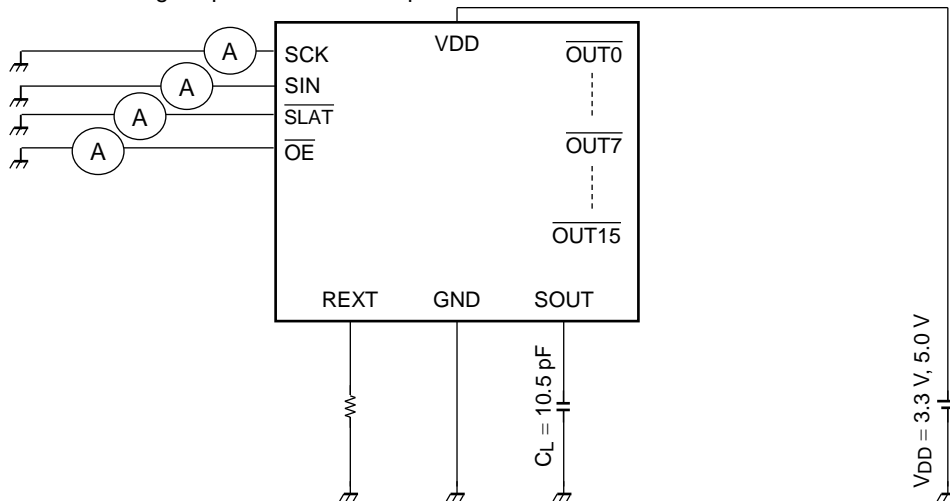 VDD
A
SCK
OUT0
A
SIN
A
SLAT
A
OE
OUT7
OUT15
REXT
GND
SOUT
CL = 10.5 pF
VDD = 3.3 V, 5.0 V